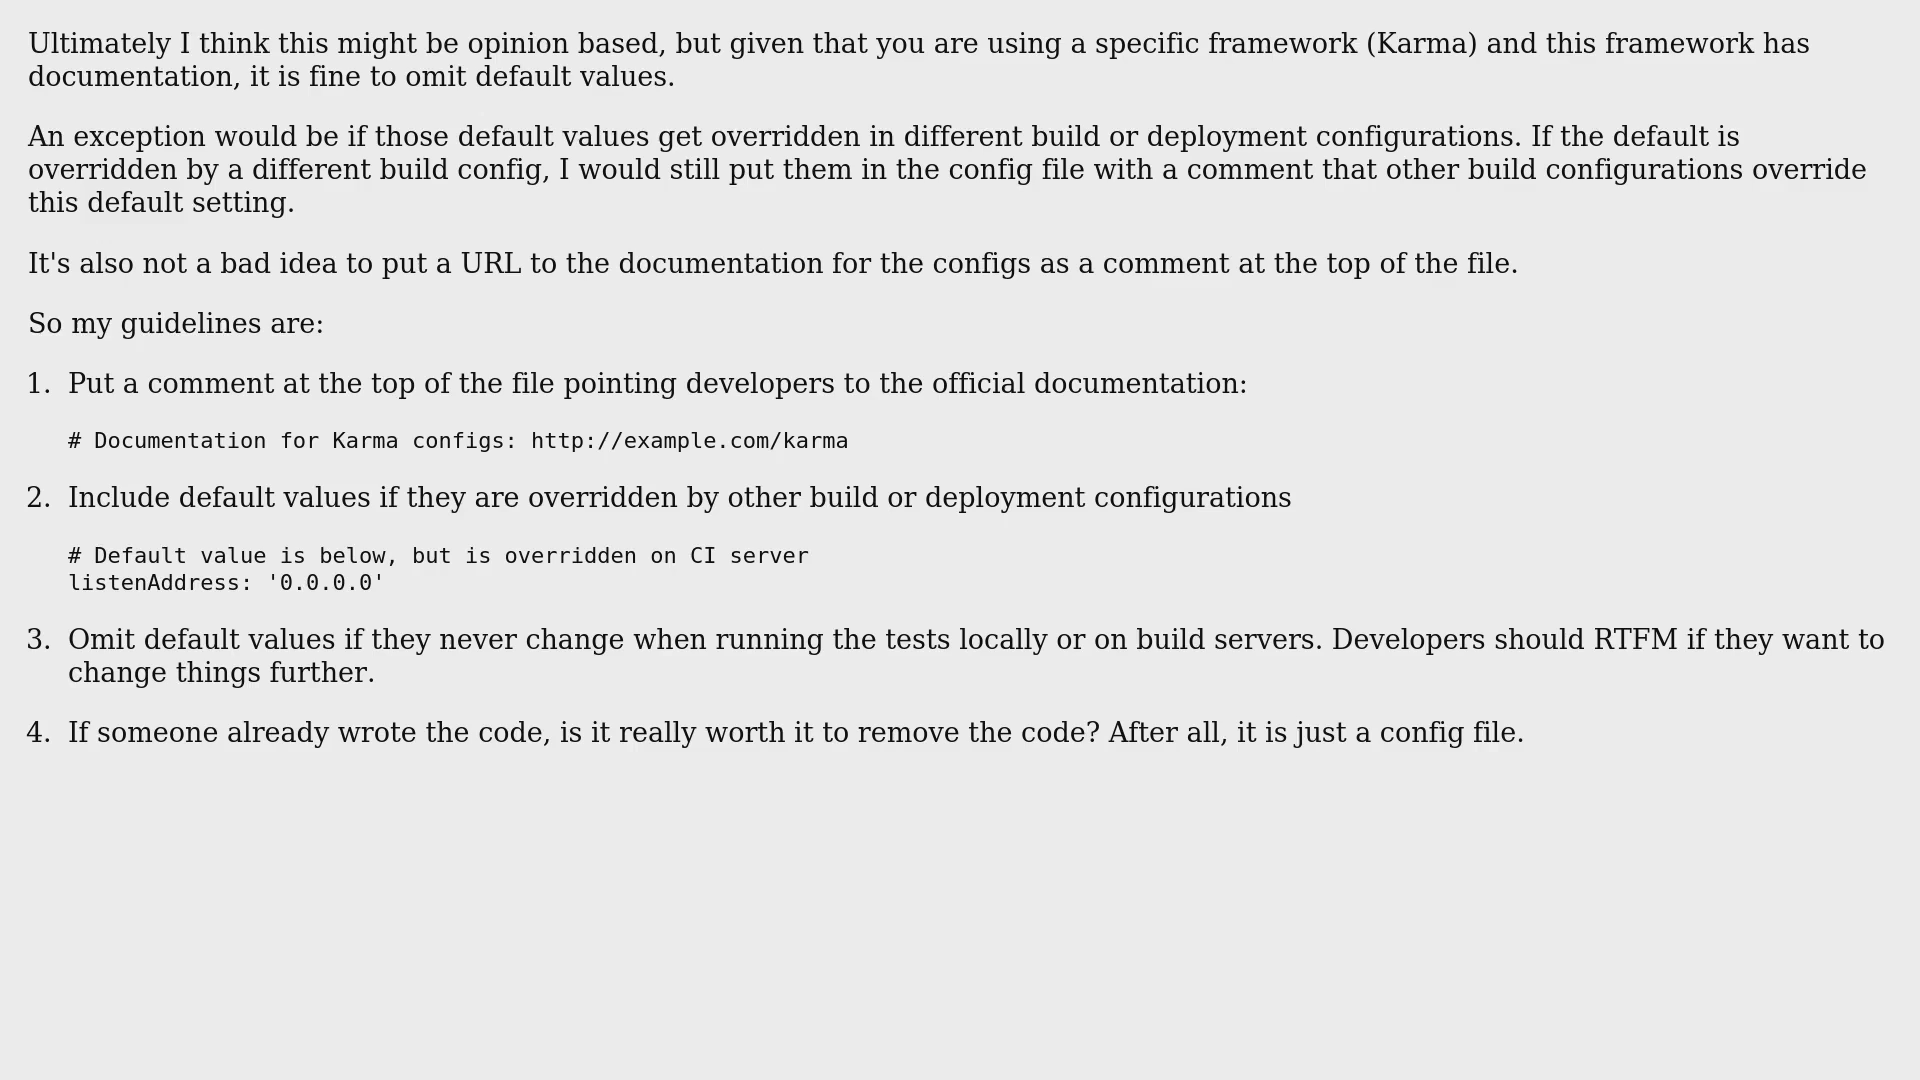 Ultimately I think this might be opinion based, but given that you are using a specific framework (Karma) and this framework has
documentation, it is fine to omit default values.
An exception would be if those default values get overridden in different build or deployment configurations. If the default is
overridden by a different build config, I would still put them in the config file with a comment that other build configurations override
this default setting.
It's also not a bad idea to put a URL to the documentation for the configs as a comment at the top of the file.
So my guidelines are:
1. Put a comment at the top of the file pointing developers to the official documentation:
# Documentation for Karma configs: http://example.com/karma
2. Include default values if they are overridden by other build or deployment configurations
# Default value is below, but is overridden on CI server
listenAddress: '0.0.0.0'
3. Omit default values if they never change when running the tests locally or on build servers. Developers should RTFM if they want to
change things further.
4. If someone already wrote the code, is it really worth it to remove the code? After all, it is just a config file.